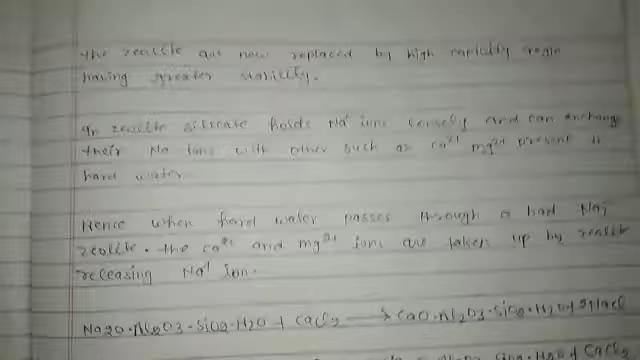 the zeolite are now replaced by high capicity resin
having greater stability.
In zeolite silicate holds Na+ ions loosely and can exchange
their Na ions with other such as Ca2+ Mg2+ present in
hard water
Hence when hard water passes through a bed Na,
zeolite. the Ca2+ and Mg2+ ions are taken up by zeolite
releasing Na+ ion.
Na2O·Al2O3·SiO2·H2O + CaCl2 → CaO·Al2O3·SiO2·H2O + 2NaCl
CaCl2